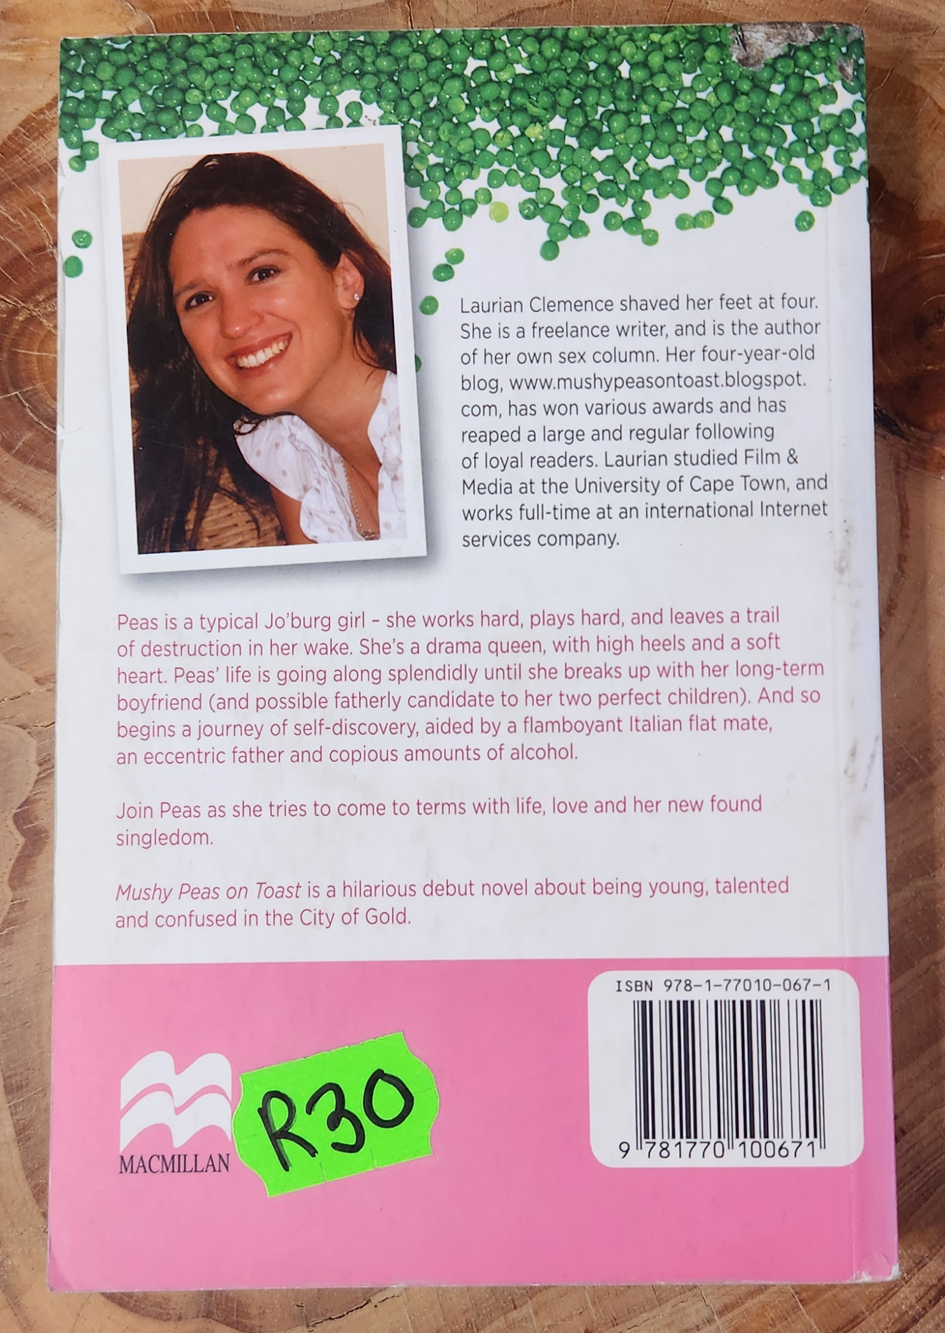 Laurian Clemence shaved her feet at four.
She is a freelance writer, and is the author
of her own sex column. Her four-year-old
blog, www.mushypeasontoast.blogspot.
com, has won various awards and has
reaped a large and regular following
of loyal readers. Laurian studied Film &
Media at the University of Cape Town, and
works full-time at an international Internet
services company.
Peas is a typical Jo'burg girl – she works hard, plays hard, and leaves a trail
of destruction in her wake. She's a drama queen, with high heels and a soft
heart. Peas' life is going along splendidly until she breaks up with her long-term
boyfriend (and possible fatherly candidate to her two perfect children). And so
begins a journey of self-discovery, aided by a flamboyant Italian flat mate,
an eccentric father and copious amounts of alcohol.
Join Peas as she tries to come to terms with life, love and her new found
singledom.
Mushy Peas on Toast is a hilarious debut novel about being young, talented
and confused in the City of Gold.
ISBN 978-1-77010-067-1
9 781770 100671
MACMILLAN
R30